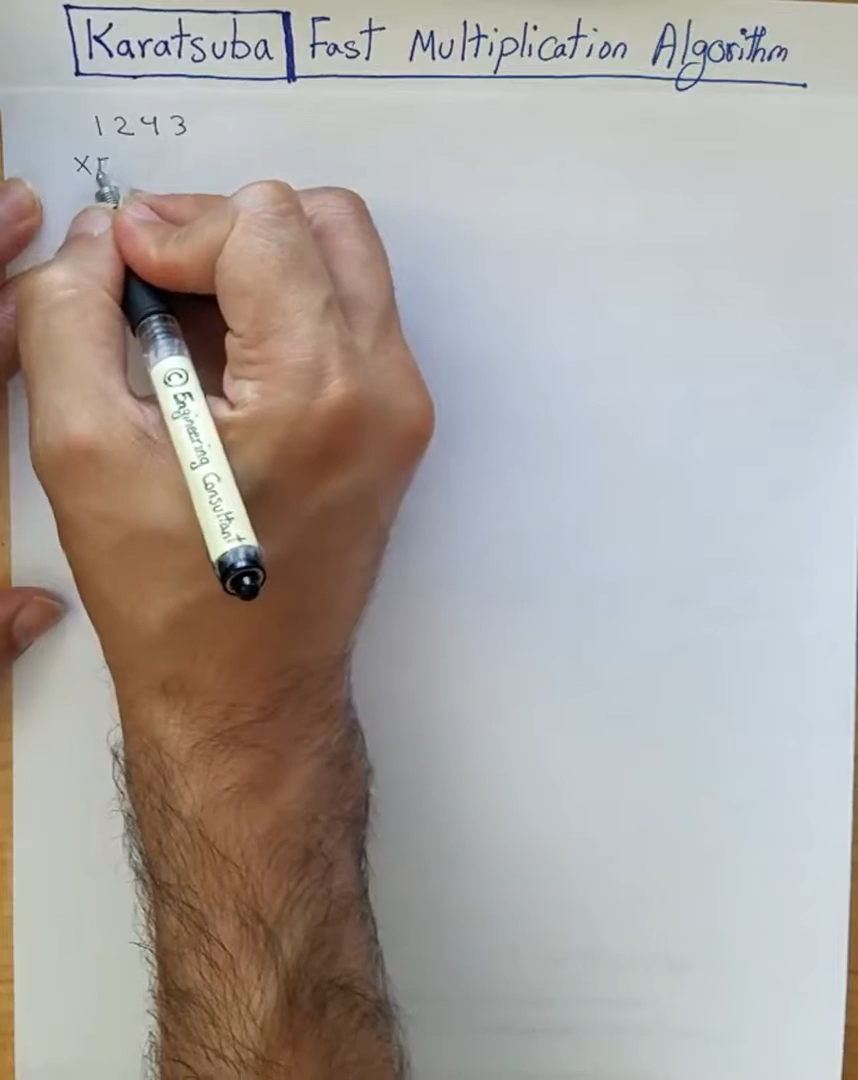 Karatsuba Fast Multiplication Algorithm
1243
×
© Engineering Consultant